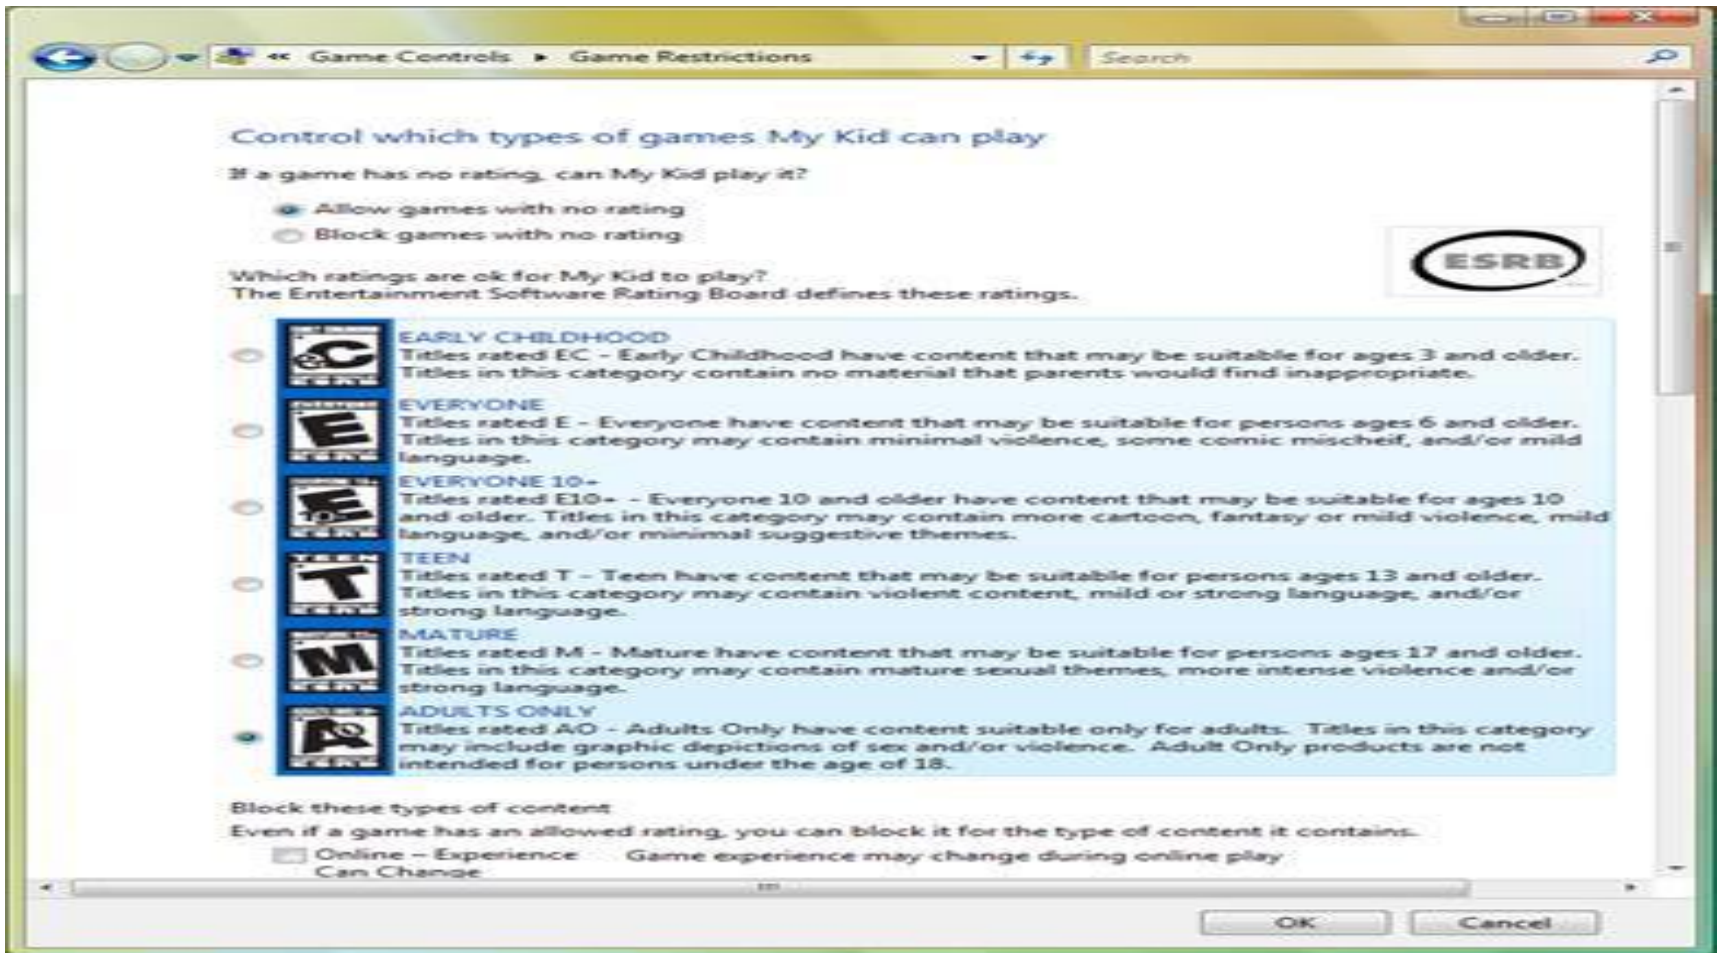 « Game Controls ▸ Game Restrictions
Search
Control which types of games My Kid can play
If a game has no rating, can My Kid play it?
Allow games with no rating
Block games with no rating
ESRB
Which ratings are ok for My Kid to play?
The Entertainment Software Rating Board defines these ratings.
EARLY CHILDHOOD
Titles rated EC - Early Childhood have content that may be suitable for ages 3 and older.
Titles in this category contain no material that parents would find inappropriate.
EVERYONE
Titles rated E - Everyone have content that may be suitable for persons ages 6 and older.
Titles in this category may contain minimal violence, some comic mischeif, and/or mild
language.
EVERYONE 10+
Titles rated E10+ - Everyone 10 and older have content that may be suitable for ages 10
and older. Titles in this category may contain more cartoon, fantasy or mild violence, mild
language, and/or minimal suggestive themes.
TEEN
T
TEEN
Titles rated T - Teen have content that may be suitable for persons ages 13 and older.
Titles in this category may contain violent content, mild or strong language, and/or
strong language.
M
MATURE
Titles rated M - Mature have content that may be suitable for persons ages 17 and older.
Titles in this category may contain mature sexual themes, more intense violence and/or
strong language.
ADULTS ONLY
Titles rated AO - Adults Only have content suitable only for adults. Titles in this category
may include graphic depictions of sex and/or violence. Adult Only products are not
intended for persons under the age of 18.
Block these types of content
Even if a game has an allowed rating, you can block it for the type of content it contains.
Online – Experience Game experience may change during online play
Can Change
OK Cancel